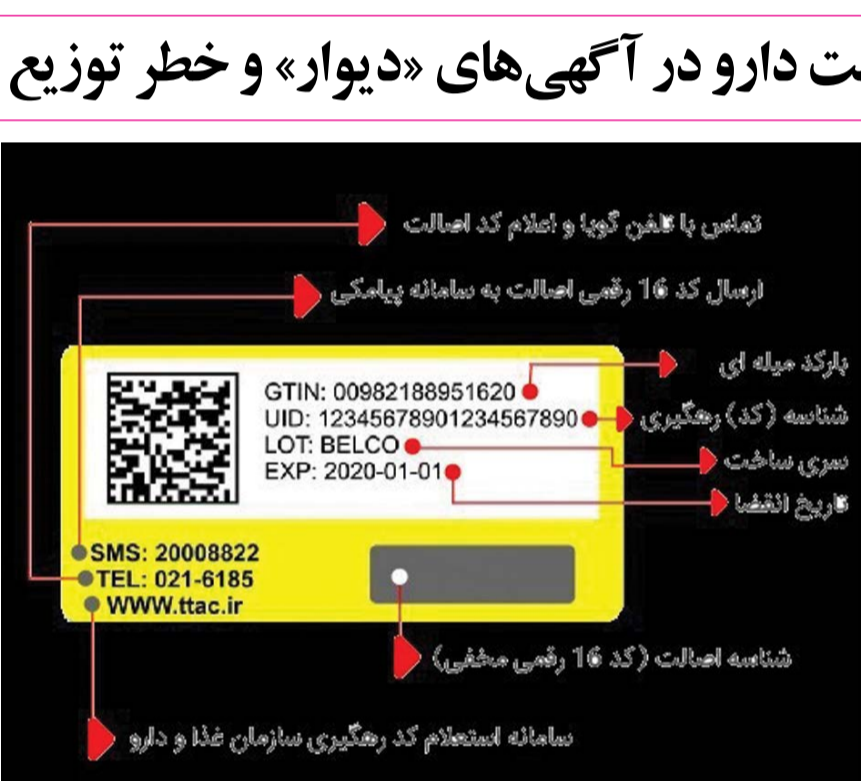 ت دارو در آگهی‌های «دیوار» و خطر توزیع
تماس با تلفن گویا و اعلام کد اصالت
ارسال کد 16 رقمی اصالت به سامانه پیامکی
بارکد میله ای
GTIN: 00982188951620
شناسه (کد) رهگیری
UID: 12345678901234567890
سری ساخت
LOT: BELCO
تاریخ انقضا
EXP: 2020-01-01
SMS: 20008822
TEL: 021-6185
WWW.ttac.ir
شناسه اصالت (کد 16 رقمی مخفی)
سامانه استعلام کد رهگیری سازمان غذا و دارو